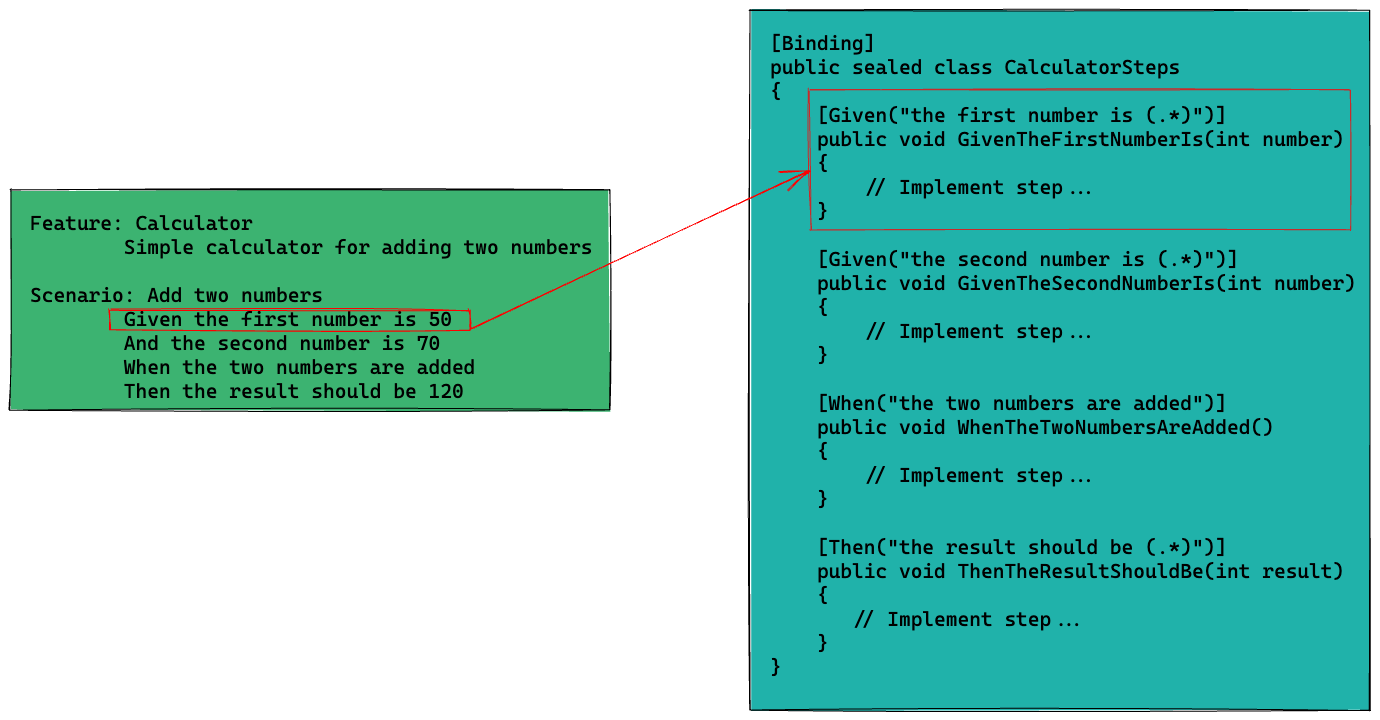 Feature: Calculator
Simple calculator for adding two numbers
Scenario: Add two numbers
Given the first number is 50
And the second number is 70
When the two numbers are added
Then the result should be 120
[Binding]
public sealed class CalculatorSteps
{
[Given("the first number is (.*)")]
public void GivenTheFirstNumberIs(int number)
{
// Implement step...
}
[Given("the second number is (.*)")]
public void GivenTheSecondNumberIs(int number)
{
// Implement step...
}
[When("the two numbers are added")]
public void WhenTheTwoNumbersAreAdded()
{
// Implement step...
}
[Then("the result should be (.*)")]
public void ThenTheResultShouldBe(int result)
{
// Implement step...
}
}